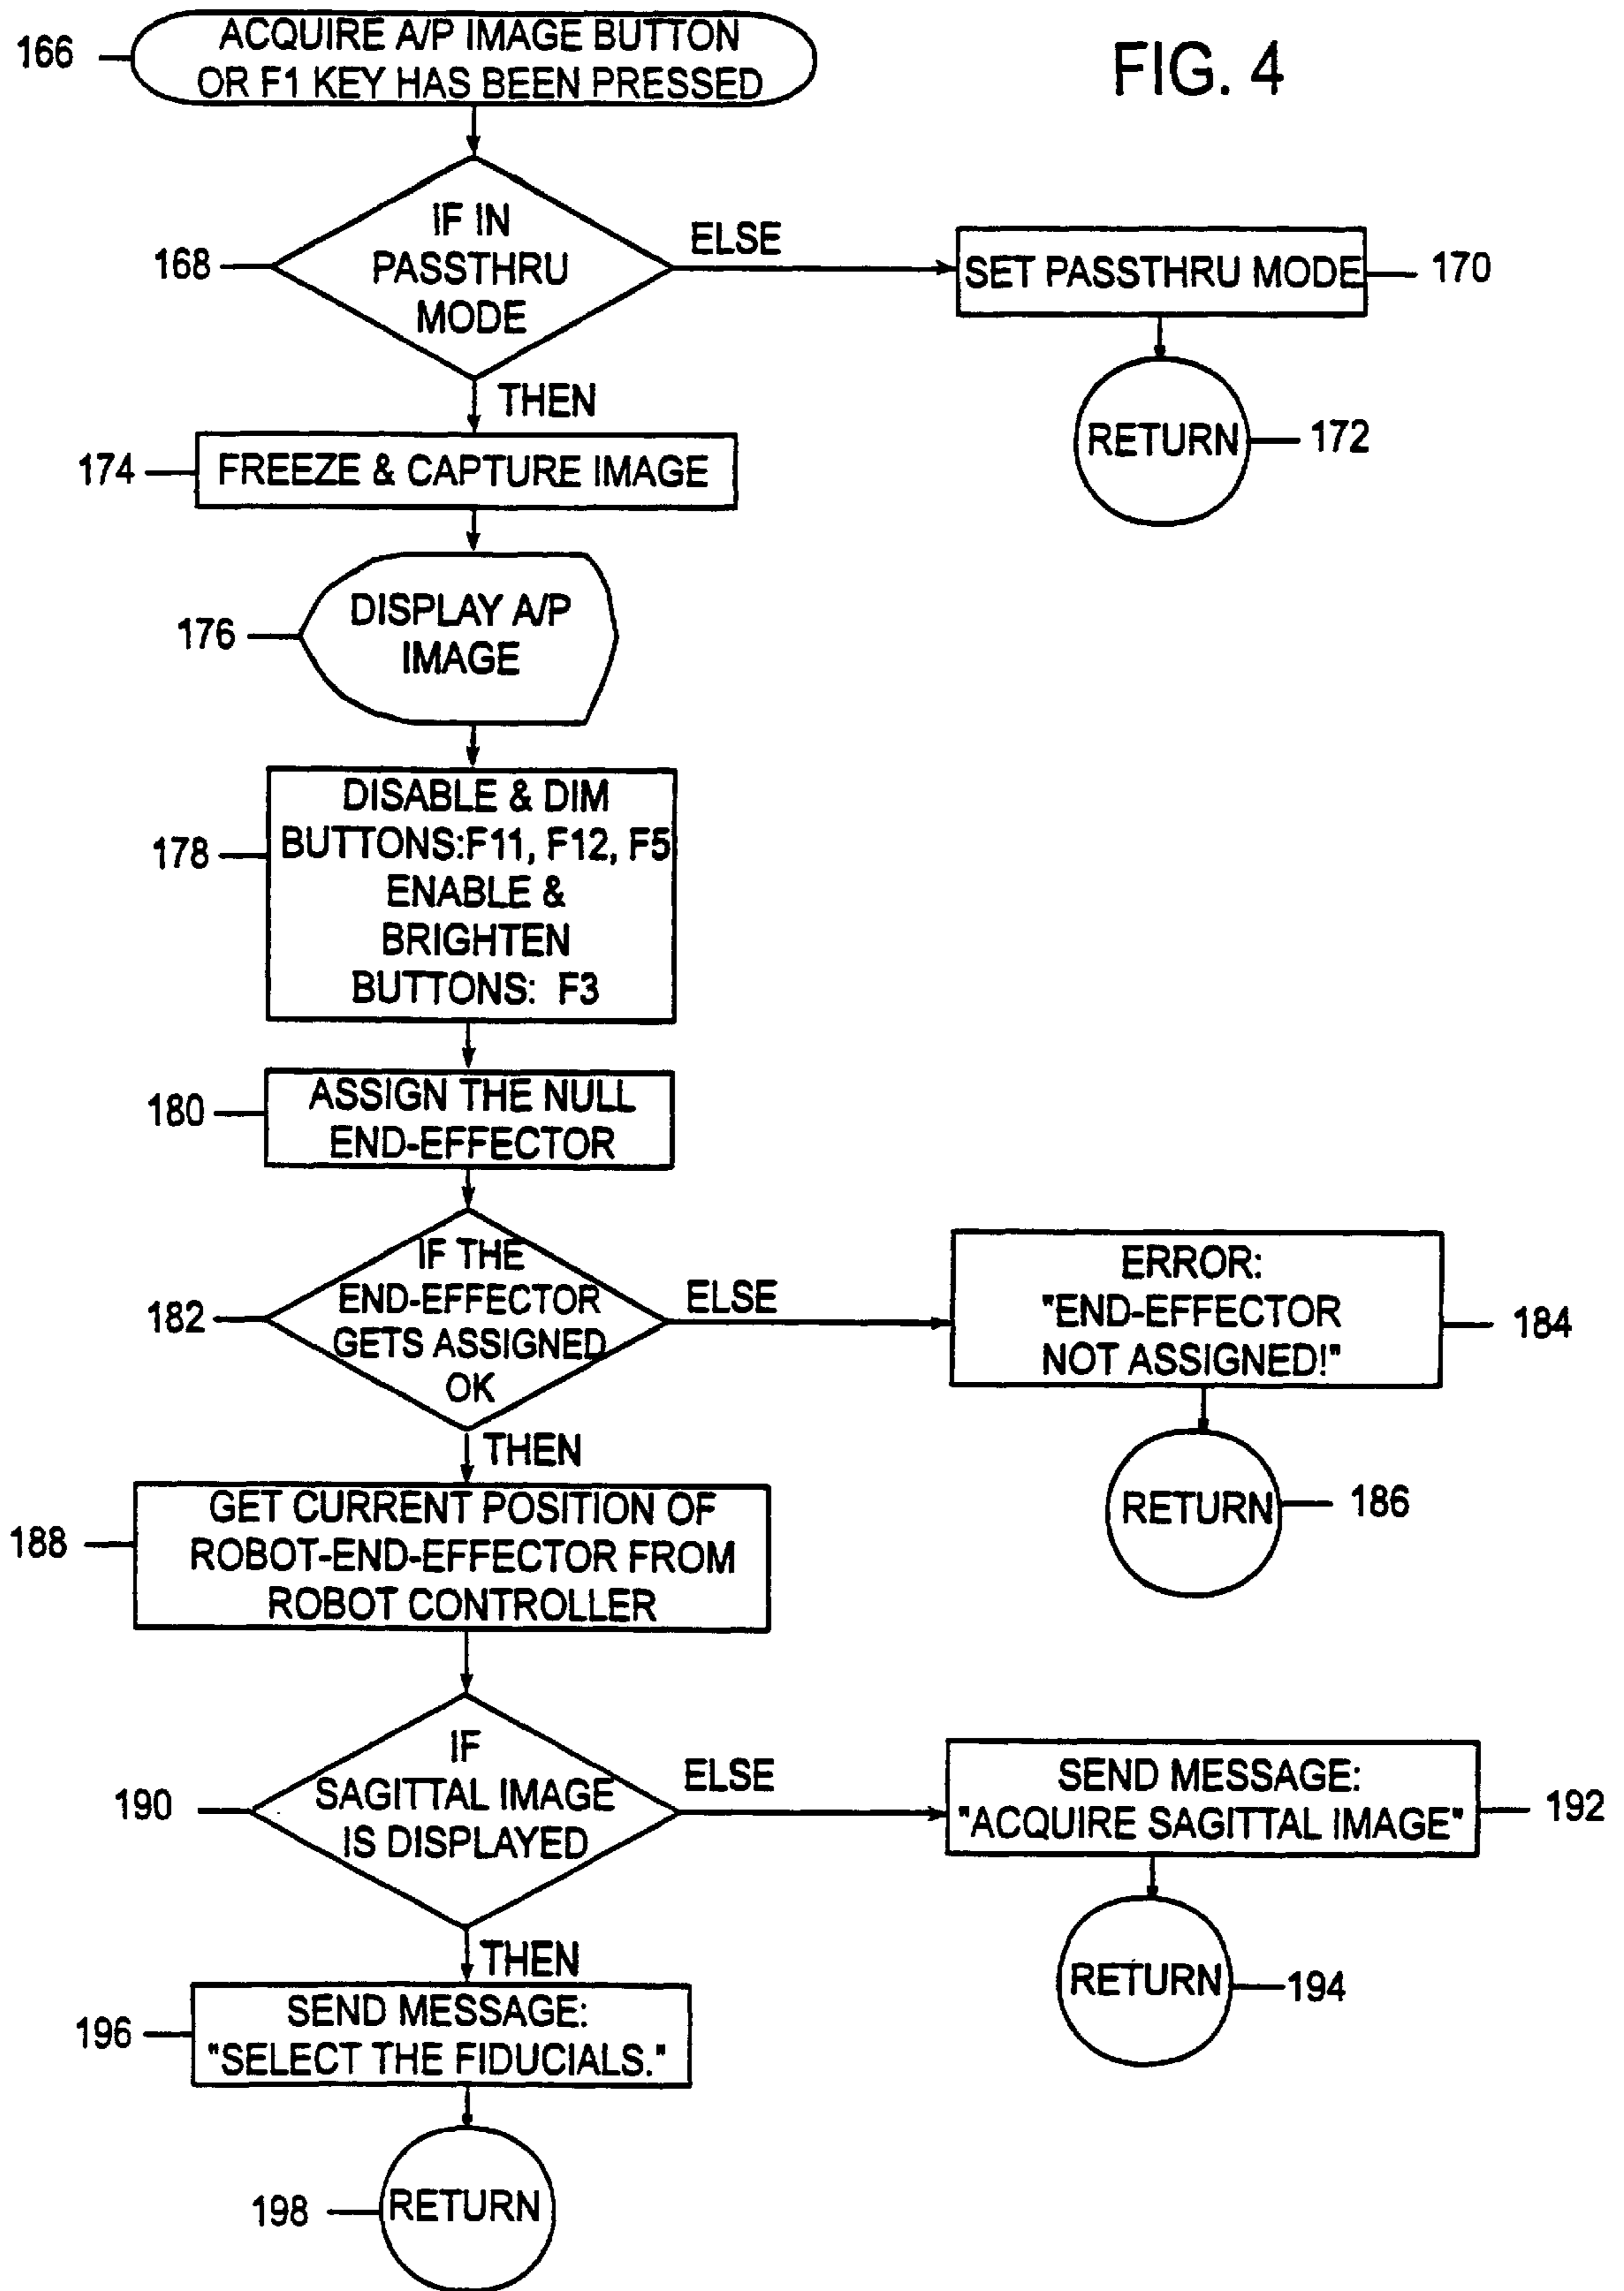 FIG. 4
166
ACQUIRE A/P IMAGE BUTTON
OR F1 KEY HAS BEEN PRESSED
168
IF IN
PASSTHRU
MODE
ELSE
SET PASSTHRU MODE
170
RETURN
172
THEN
174
FREEZE & CAPTURE IMAGE
176
DISPLAY A/P
IMAGE
178
DISABLE & DIM
BUTTONS:F11, F12, F5
ENABLE &
BRIGHTEN
BUTTONS: F3
180
ASSIGN THE NULL
END-EFFECTOR
182
IF THE
END-EFFECTOR
GETS ASSIGNED
OK
ELSE
ERROR:
"END-EFFECTOR
NOT ASSIGNED!"
184
RETURN
186
THEN
188
GET CURRENT POSITION OF
ROBOT-END-EFFECTOR FROM
ROBOT CONTROLLER
190
IF
SAGITTAL IMAGE
IS DISPLAYED
ELSE
SEND MESSAGE:
"ACQUIRE SAGITTAL IMAGE"
192
RETURN
194
THEN
196
SEND MESSAGE:
"SELECT THE FIDUCIALS."
198
RETURN